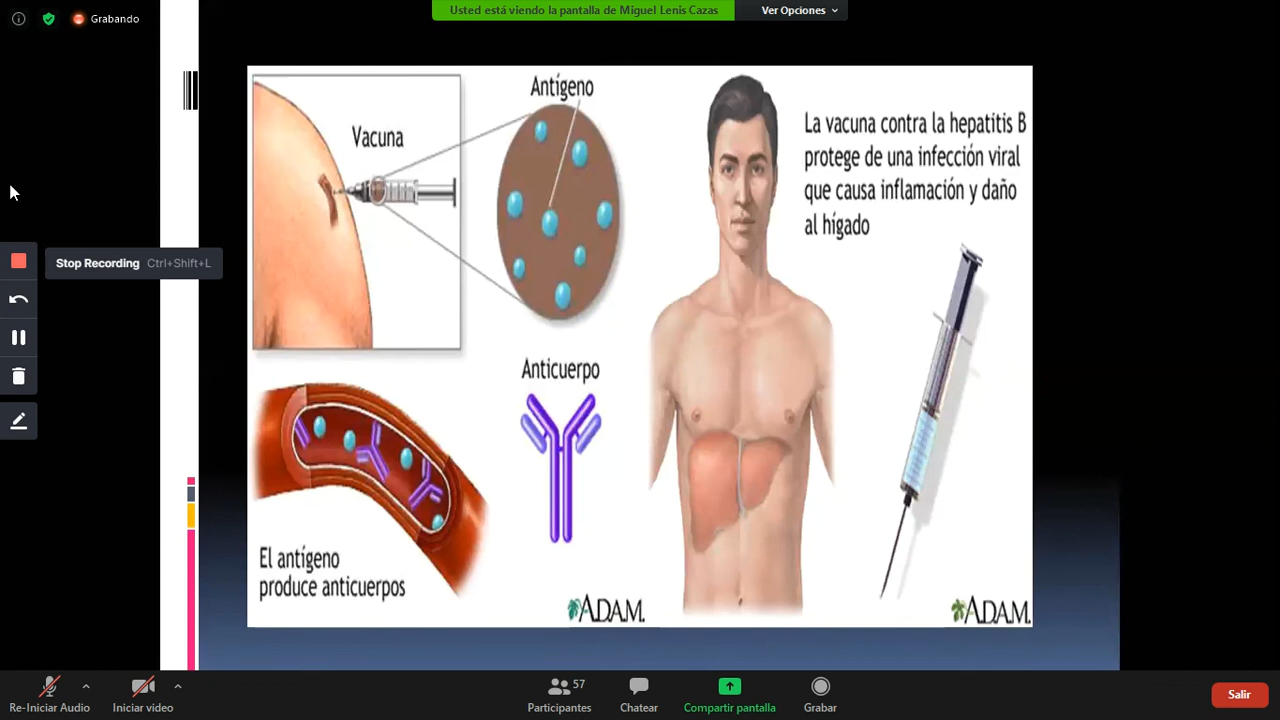 Grabando
Usted está viendo la pantalla de Miguel Lenis Cazas
Ver Opciones
Stop Recording Ctrl+Shift+L
Vacuna
Antígeno
La vacuna contra la hepatitis B
protege de una infección viral
que causa inflamación y daño
al hígado
Anticuerpo
El antígeno
produce anticuerpos
A.D.A.M.
A.D.A.M.
Re-Iniciar Audio
Iniciar video
57
Participantes
Chatear
Compartir pantalla
Grabar
Salir